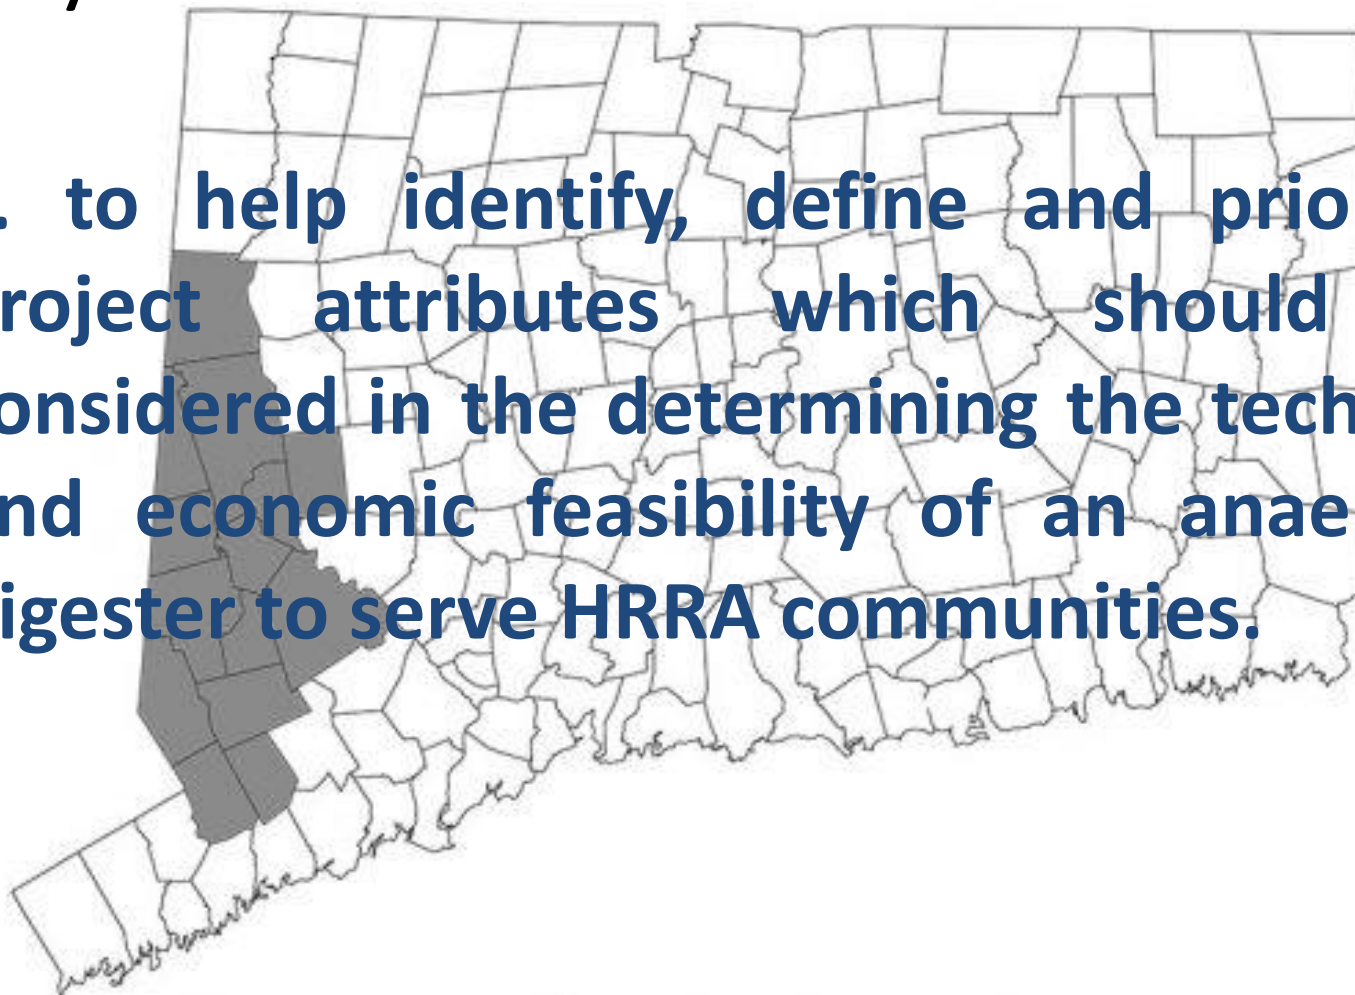 . to help identify, define and prio
roject attributes which should
onsidered in the determining the tech
nd economic feasibility of an anae
igester to serve HRRA communities.